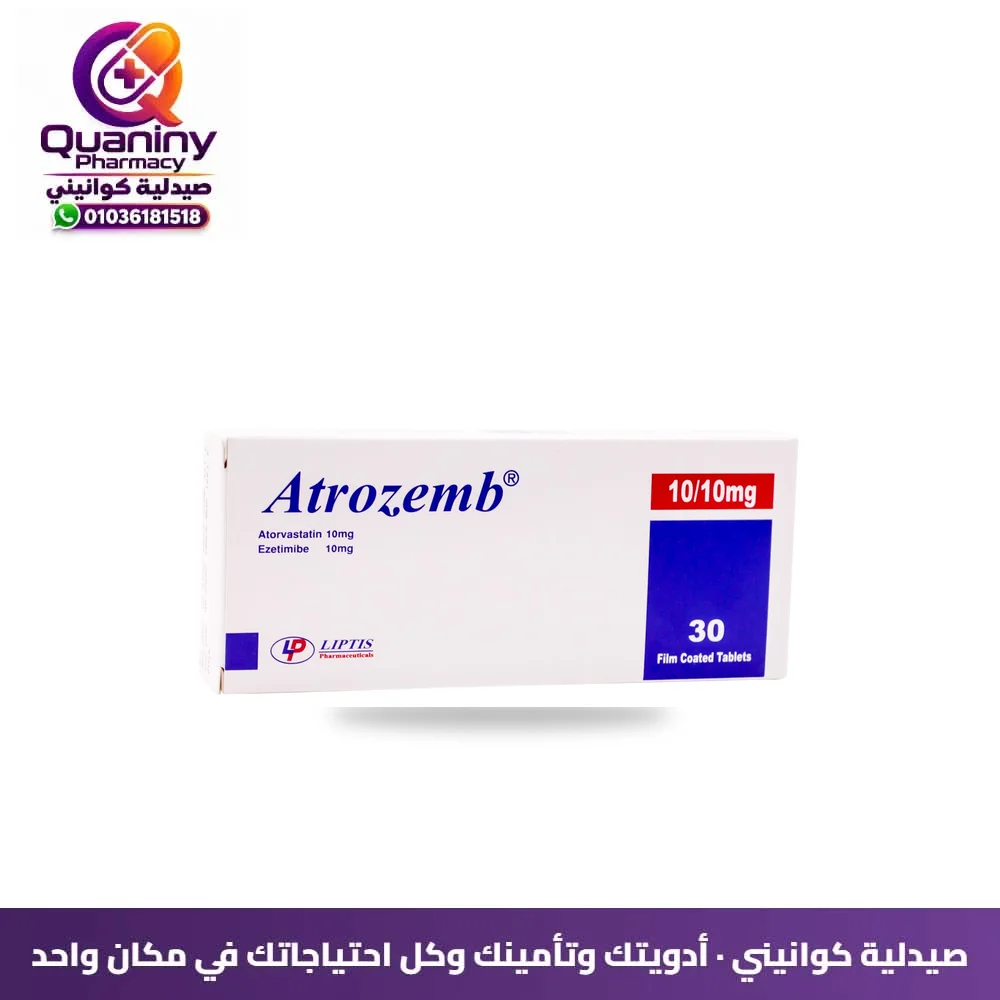 Quaniny
Pharmacy
صيدلية كوانيني
01036181518
Atrozemb®
10/10mg
Atorvastatin 10mg
Ezetimibe 10mg
30
Film Coated Tablets
LP
LIPTIS
Pharmaceuticals
صيدلية كوانيني · أدويتك وتأمينك وكل احتياجاتك في مكان واحد